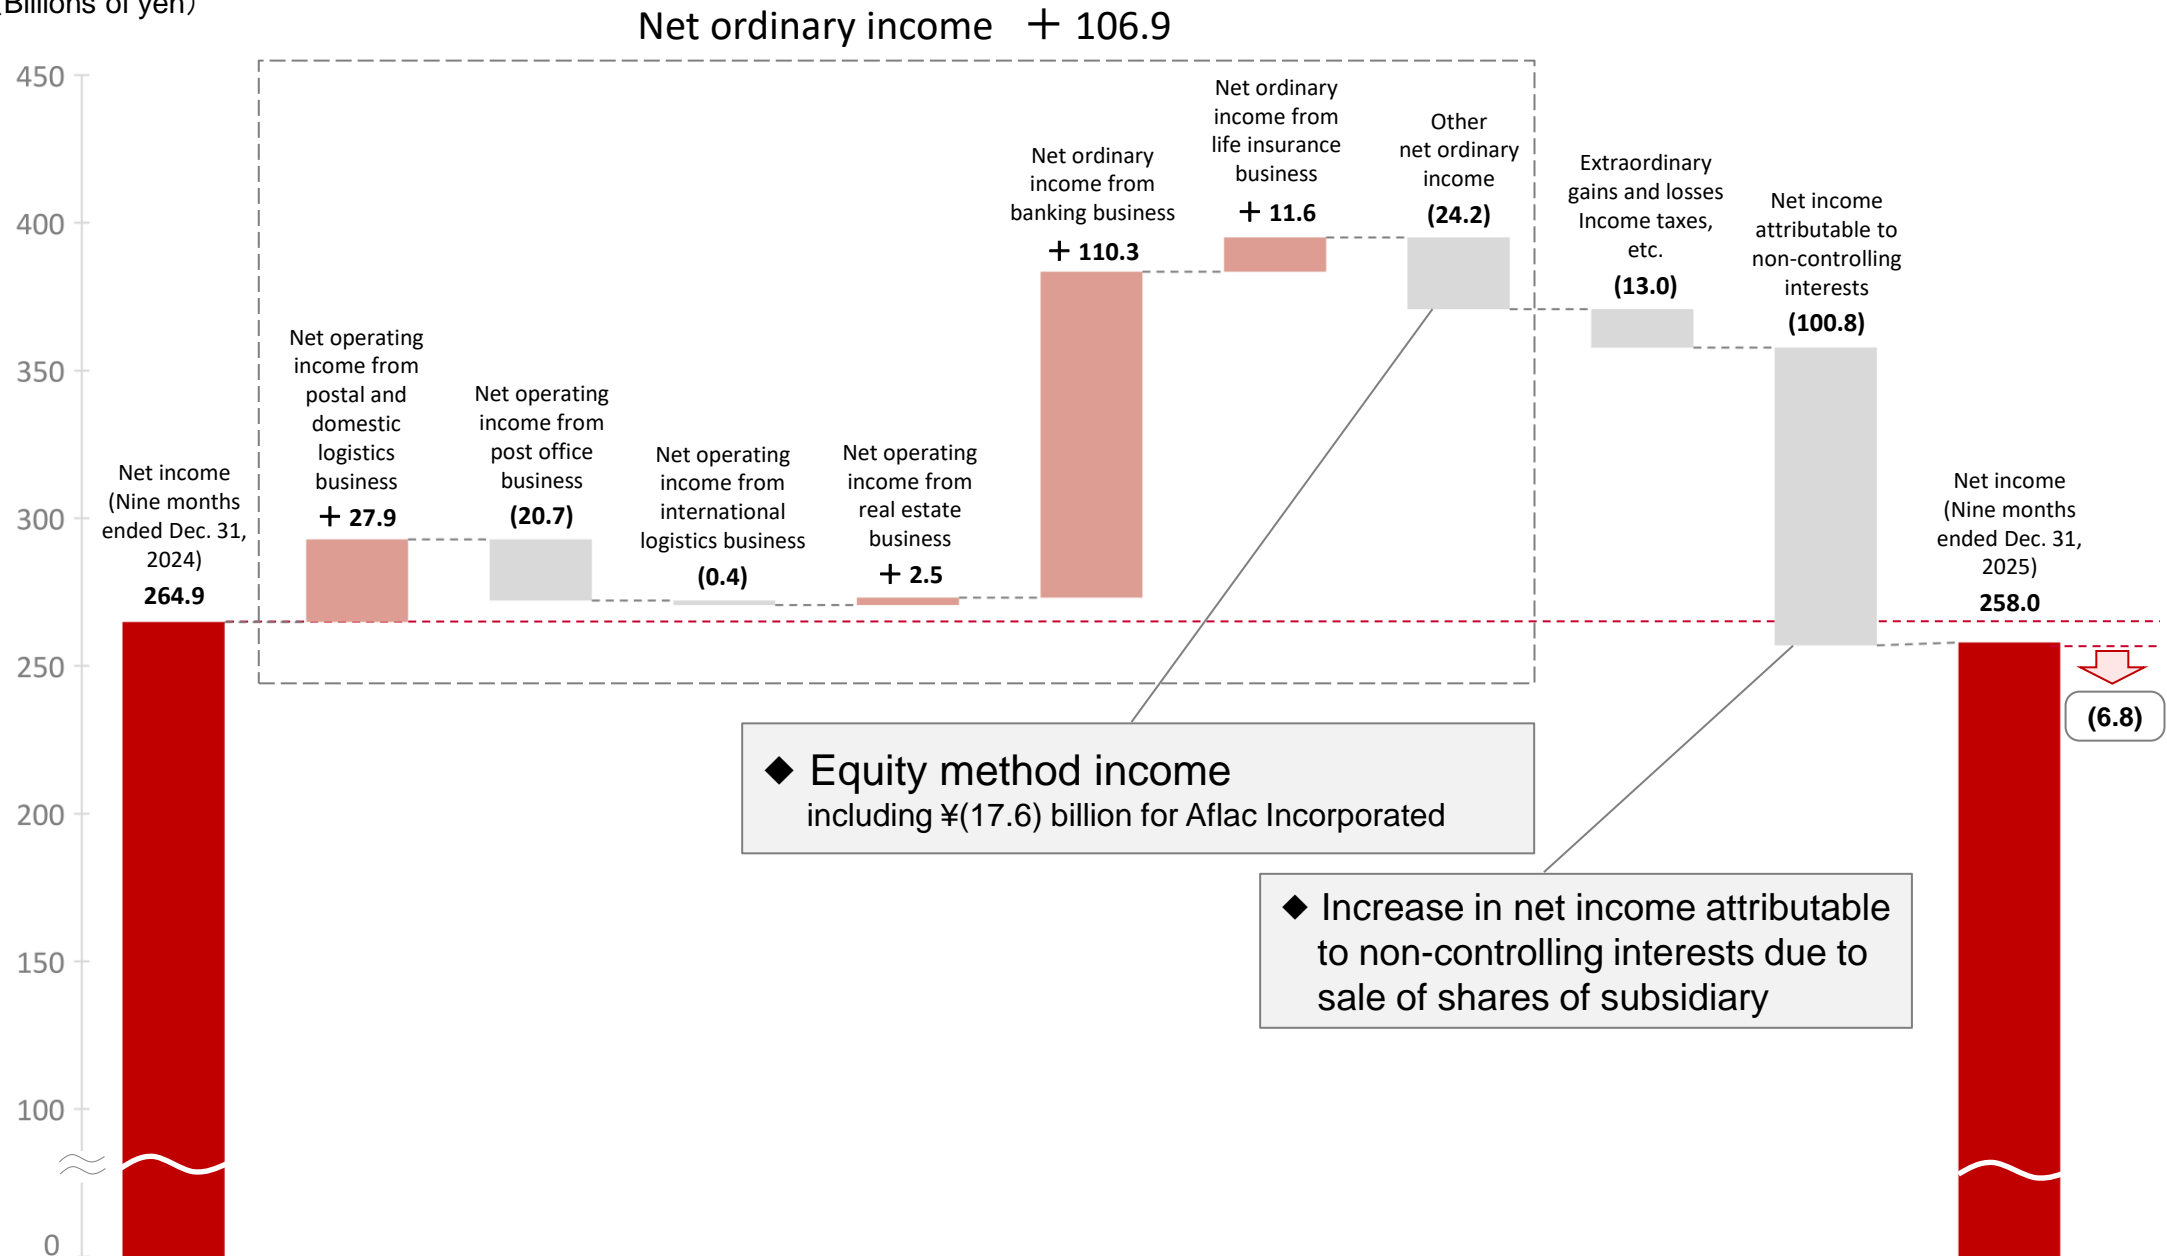 (Billions of yen)
Net ordinary income ＋ 106.9
450
400
350
300
250
200
150
100
0
Net income
(Nine months
ended Dec. 31,
2024)
264.9
Net operating
income from
postal and
domestic
logistics
business
＋ 27.9
Net operating
income from
post office
business
(20.7)
Net operating
income from
international
logistics business
(0.4)
Net operating
income from
real estate
business
＋ 2.5
Net ordinary
income from
banking business
＋ 110.3
Net ordinary
income from
life insurance
business
＋ 11.6
Other
net ordinary
income
(24.2)
Extraordinary
gains and losses
Income taxes,
etc.
(13.0)
Net income
attributable to
non-controlling
interests
(100.8)
Net income
(Nine months
ended Dec. 31,
2025)
258.0
(6.8)
◆ Equity method income
including ¥(17.6) billion for Aflac Incorporated
◆ Increase in net income attributable
to non-controlling interests due to
sale of shares of subsidiary